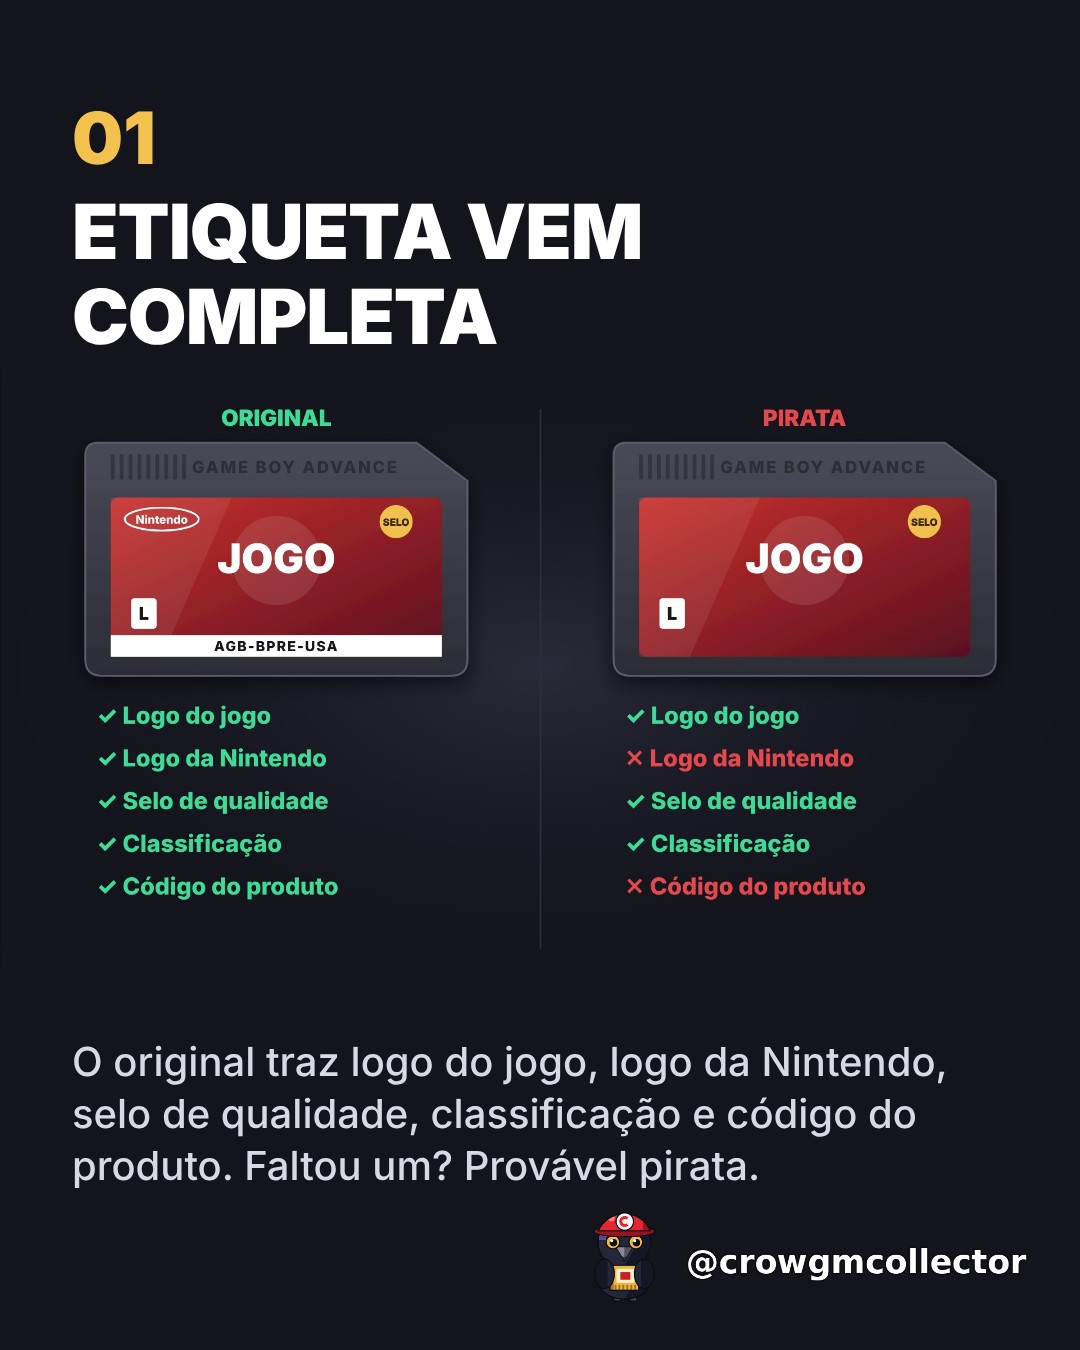 01
ETIQUETA VEM
COMPLETA
ORIGINAL
GAME BOY ADVANCE
Nintendo
SELO
JOGO
L
AGB-BPRE-USA
✓ Logo do jogo
✓ Logo da Nintendo
✓ Selo de qualidade
✓ Classificação
✓ Código do produto
PIRATA
GAME BOY ADVANCE
SELO
JOGO
L
✓ Logo do jogo
✕ Logo da Nintendo
✓ Selo de qualidade
✓ Classificação
✕ Código do produto
O original traz logo do jogo, logo da Nintendo,
selo de qualidade, classificação e código do
produto. Faltou um? Provável pirata.
C
@crowgmcollector